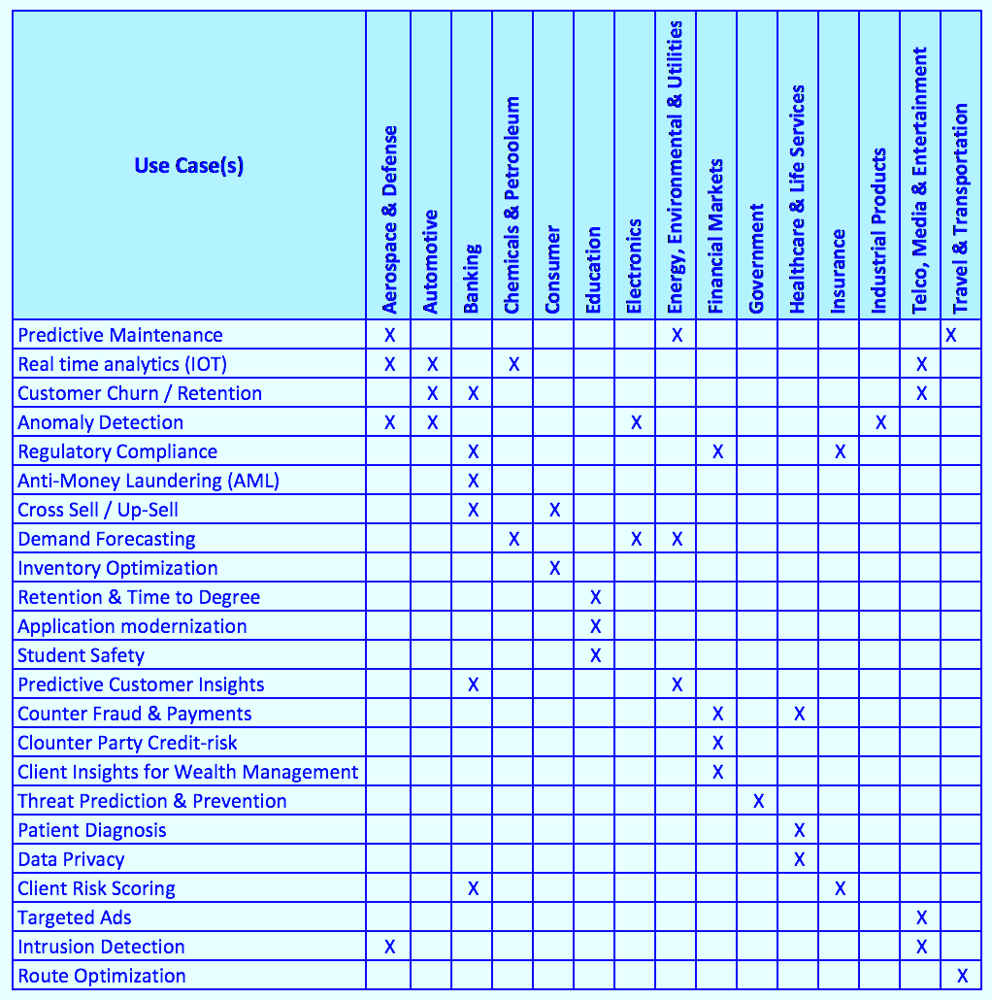 Use Case(s)
Aerospace & Defense
Automotive
Banking
Chemicals & Petrooleum
Consumer
Education
Electronics
Energy, Environmental & Utilities
Financial Markets
Government
Healthcare & Life Services
Insurance
Industrial Products
Telco, Media & Entertainment
Travel & Transportation
Predictive Maintenance X X X
Real time analytics (IOT) X X X X
Customer Churn / Retention X X X
Anomaly Detection X X X X
Regulatory Compliance X X X
Anti-Money Laundering (AML) X
Cross Sell / Up-Sell X X
Demand Forecasting X X X
Inventory Optimization X
Retention & Time to Degree X
Application modernization X
Student Safety X
Predictive Customer Insights X X
Counter Fraud & Payments X X
Clounter Party Credit-risk X
Client Insights for Wealth Management X
Threat Prediction & Prevention X
Patient Diagnosis X
Data Privacy X
Client Risk Scoring X X
Targeted Ads X
Intrusion Detection X X
Route Optimization X